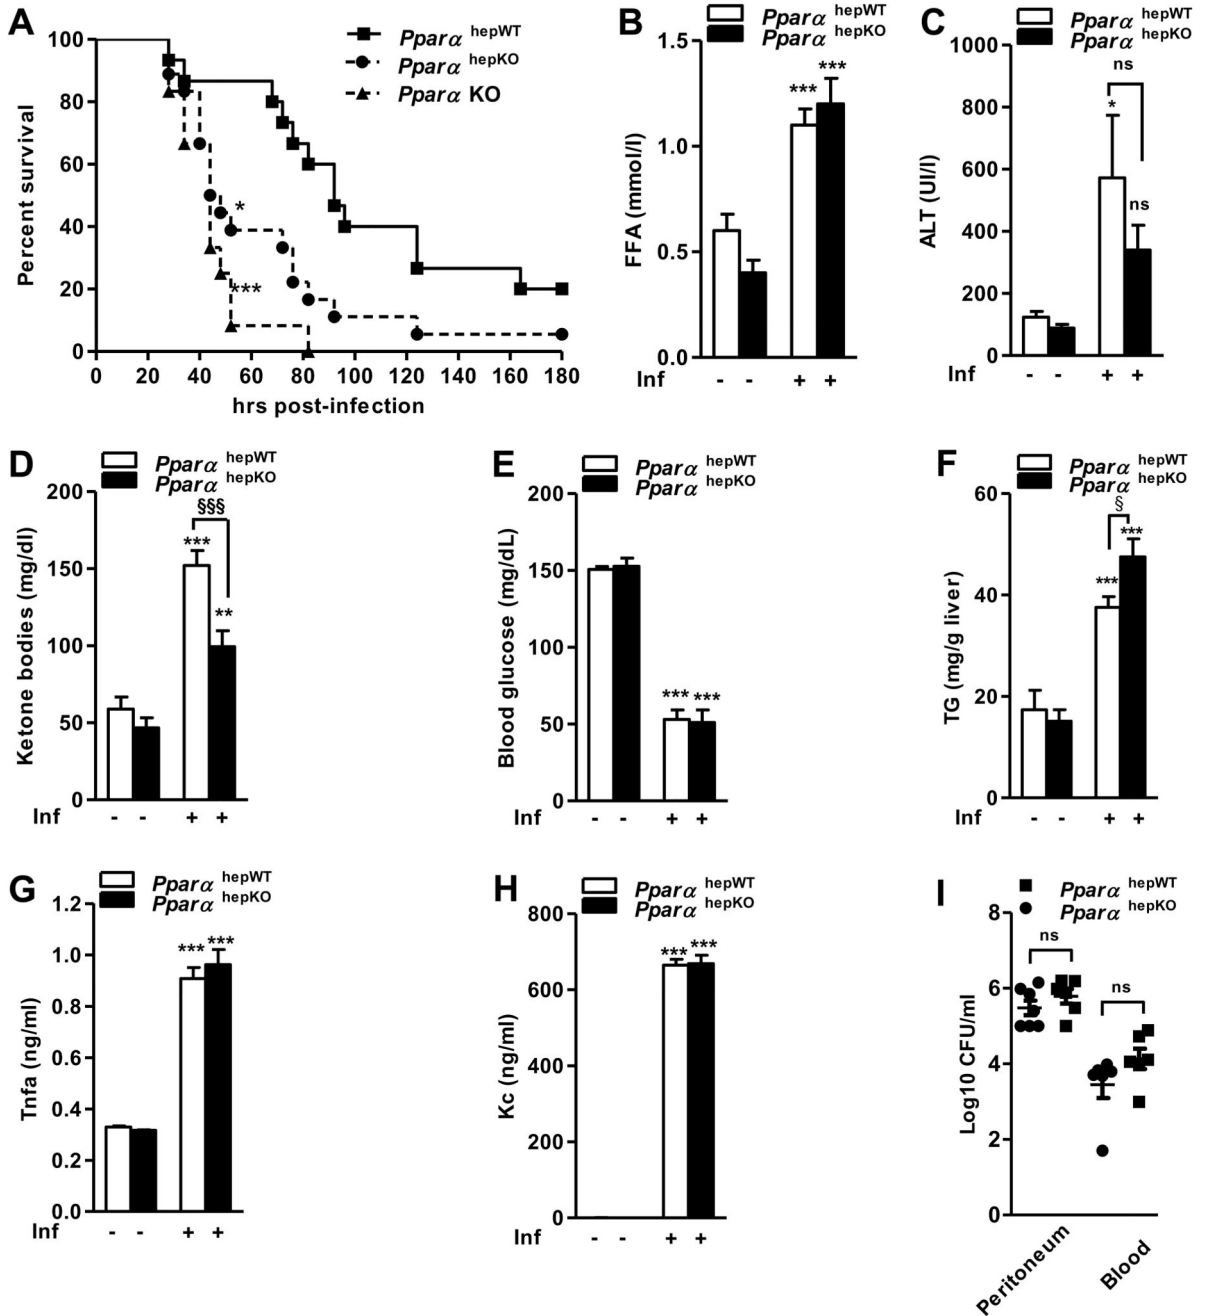 A
Pparα hepWT
Pparα hepKO
Pparα KO
100
80
60
40
20
0
Percent survival
*
***
0 20 40 60 80 100 120 140 160 180
hrs post-infection
B
Pparα hepWT
Pparα hepKO
1.5
1.0
0.5
0.0
FFA (mmol/l)
*** ***
Inf - - + +
C
Pparα hepWT
Pparα hepKO
1000
800
600
400
200
0
ALT (UI/l)
ns
*
ns
Inf - - + +
D
Pparα hepWT
Pparα hepKO
200
150
100
50
0
Ketone bodies (mg/dl)
§§§
***
**
Inf - - + +
E
Pparα hepWT
Pparα hepKO
200
150
100
50
0
Blood glucose (mg/dL)
*** ***
Inf - - + +
F
Pparα hepWT
Pparα hepKO
60
40
20
0
TG (mg/g liver)
§
***
***
Inf - - + +
G
Pparα hepWT
Pparα hepKO
1.2
1.0
0.8
0.6
0.4
0.2
0.0
Tnfa (ng/ml)
*** ***
Inf - - + +
H
Pparα hepWT
Pparα hepKO
800
600
400
200
0
Kc (ng/ml)
*** ***
Inf - - + +
I
Pparα hepWT
Pparα hepKO
8
6
4
2
0
Log10 CFU/ml
ns
ns
Peritoneum
Blood